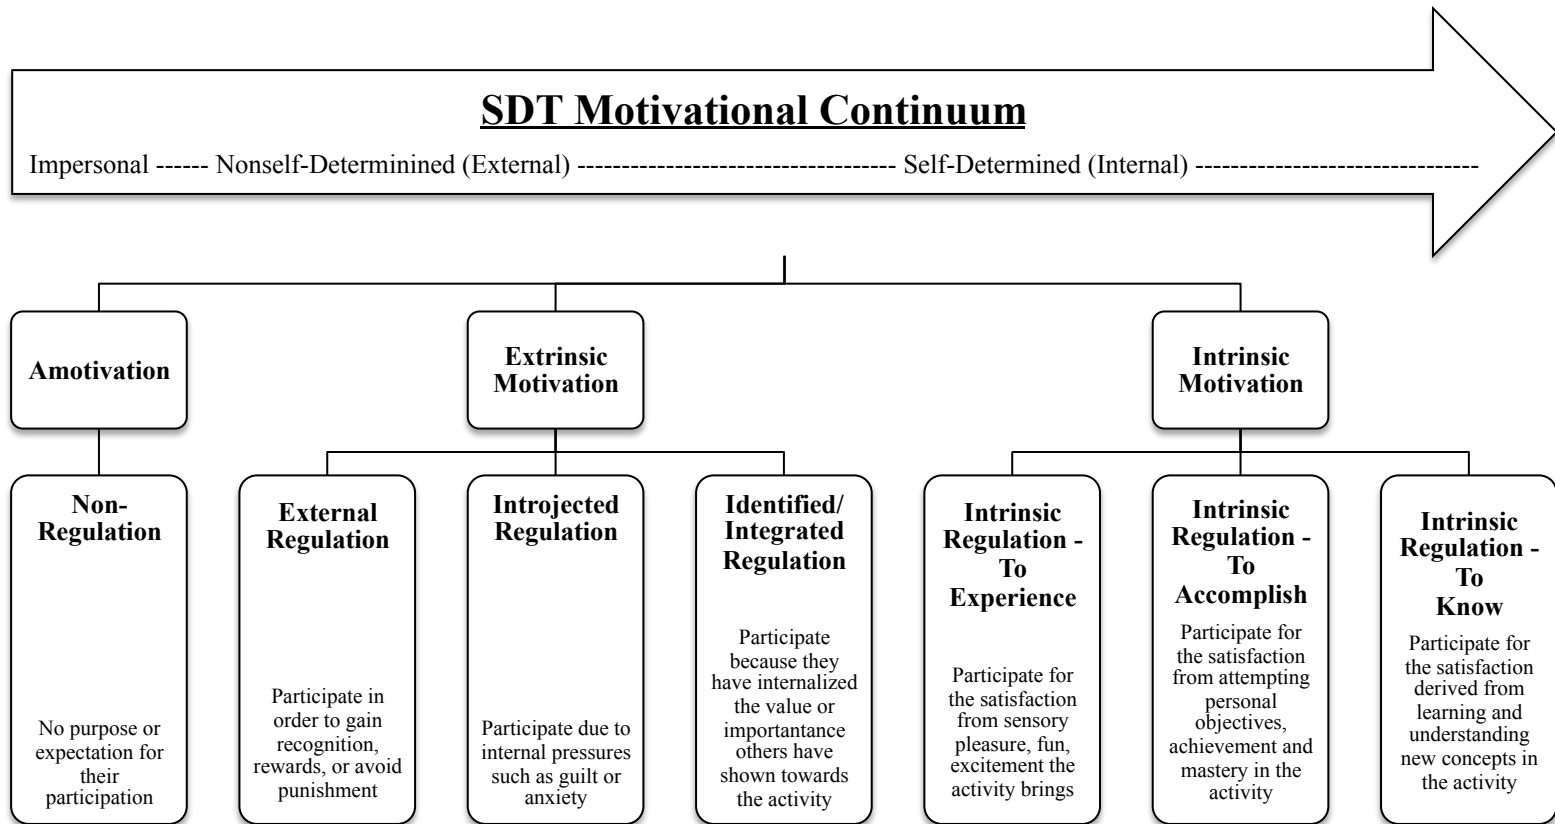 SDT Motivational Continuum
Impersonal ------ Nonself-Determinined (External) ------------------------------------ Self-Determined (Internal) --------------------------------
Amotivation
Extrinsic
Motivation
Intrinsic
Motivation
Non-
Regulation
No purpose or
expectation for
their
participation
External
Regulation
Participate in
order to gain
recognition,
rewards, or avoid
punishment
Introjected
Regulation
Participate due to
internal pressures
such as guilt or
anxiety
Identified/
Integrated
Regulation
Participate
because they
have internalized
the value or
importantance
others have
shown towards
the activity
Intrinsic
Regulation -
To
Experience
Participate for
the satisfaction
from sensory
pleasure, fun,
excitement the
activity brings
Intrinsic
Regulation -
To
Accomplish
Participate for
the satisfaction
from attempting
personal
objectives,
achievement and
mastery in the
activity
Intrinsic
Regulation -
To
Know
Participate for
the satisfaction
derived from
learning and
understanding
new concepts in
the activity